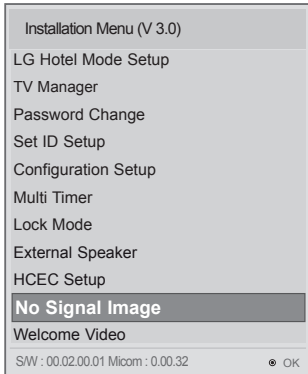 Installation Menu (V 3.0)
LG Hotel Mode Setup
TV Manager
Password Change
Set ID Setup
Configuration Setup
Multi Timer
Lock Mode
External Speaker
HCEC Setup
No Signal Image
Welcome Video
S/W : 00.02.00.01 Micom : 0.00.32 ◉ OK